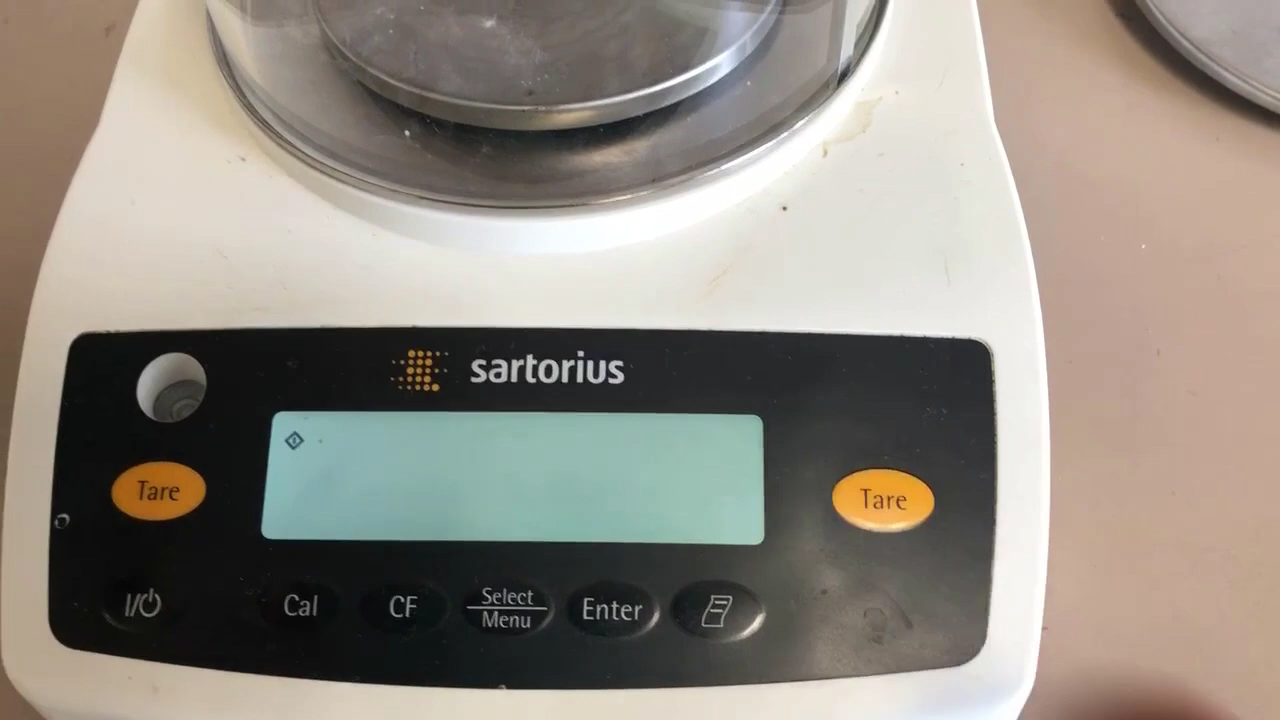 sartorius
Tare
Tare
I/⏻
Cal
CF
Select
Menu
Enter